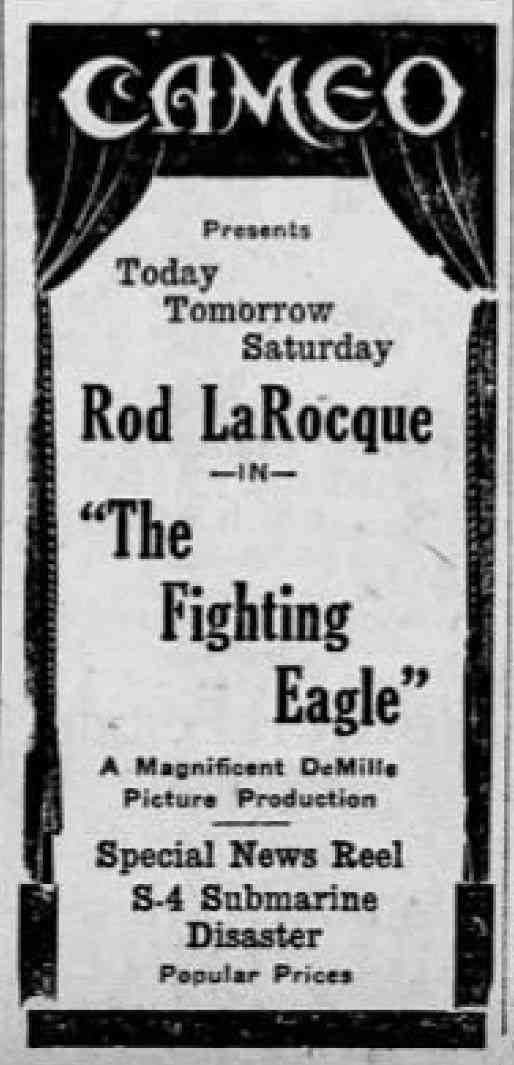 CAMEO
Presents
Today
Tomorrow
Saturday
Rod LaRocque
—IN—
“The
Fighting
Eagle”
A Magnificent DeMille
Picture Production
Special News Reel
S-4 Submarine
Disaster
Popular Prices